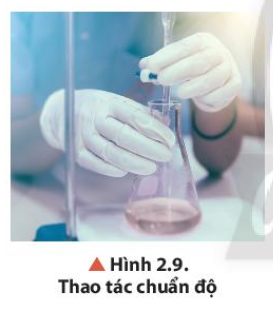 ▲ Hình 2.9.
Thao tác chuẩn độ